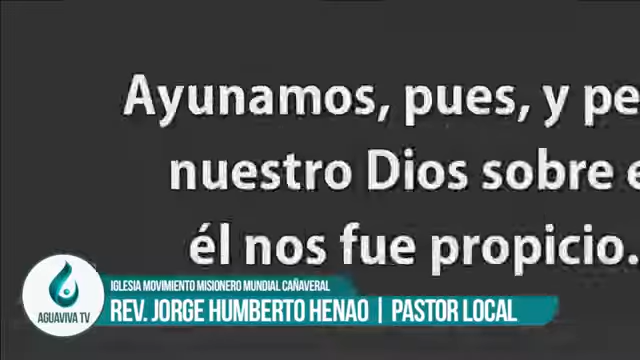 Ayunamos, pues, y pe
nuestro Dios sobre e
él nos fue propicio.
IGLESIA MOVIMIENTO MISIONERO MUNDIAL CAÑAVERAL
REV. JORGE HUMBERTO HENAO | PASTOR LOCAL
AGUAVIVA TV